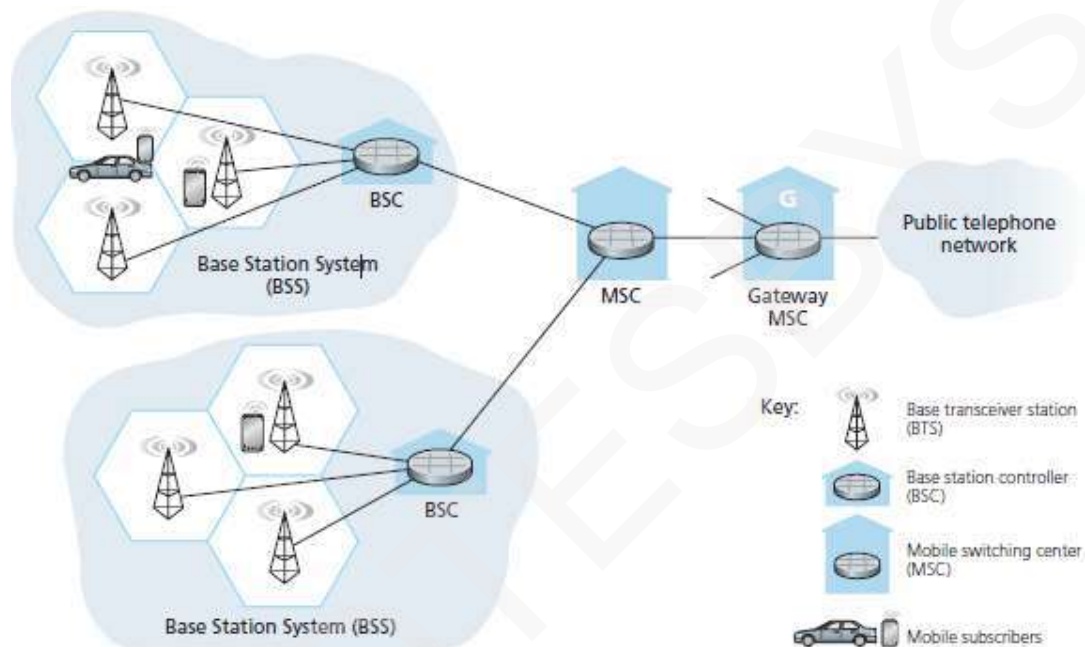 BSC
Base Station System
(BSS)
MSC
G
Gateway
MSC
Public telephone
network
BSC
Base Station System (BSS)
Key:
Base transceiver station
(BTS)
Base station controller
(BSC)
Mobile switching center
(MSC)
Mobile subscribers